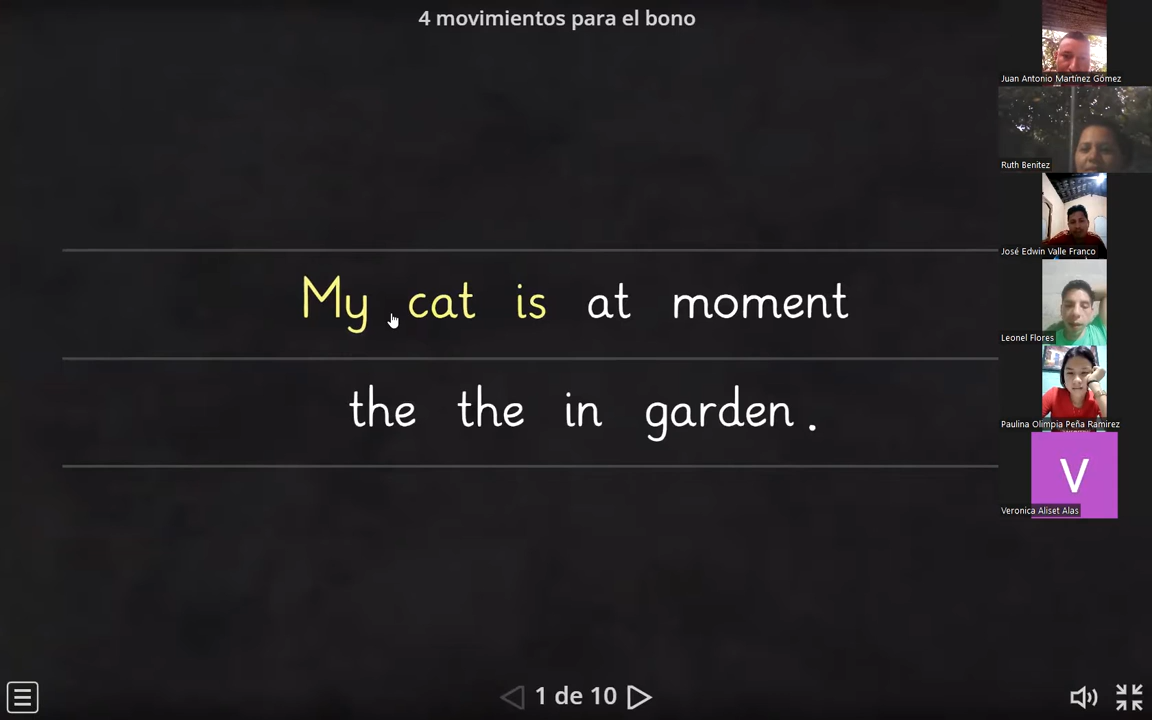 4 movimientos para el bono
My cat is at moment
the the in garden .
1 de 10
Juan Antonio Martínez Gómez
Ruth Benitez
José Edwin Valle Franco
Leonel Flores
Paulina Olimpia Peña Ramirez
V
Veronica Aliset Alas